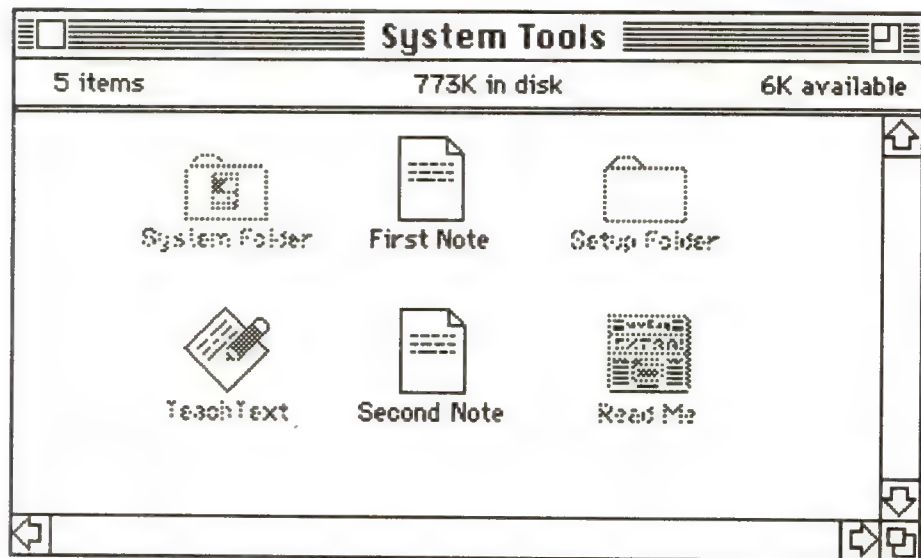 System Tools
5 items 773K in disk 6K available
System Folder First Note Setup Folder
TeachText Second Note Read Me